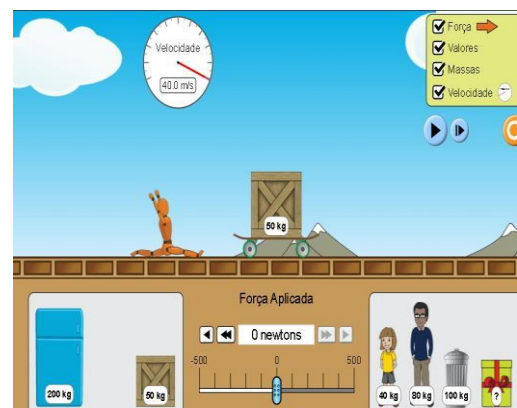 Velocidade
40.0 m/s
Força
Valores
Massas
Velocidade
50 kg
Força Aplicada
0 newtons
-500 0 500
200 kg
50 kg
40 kg 80 kg 100 kg ?